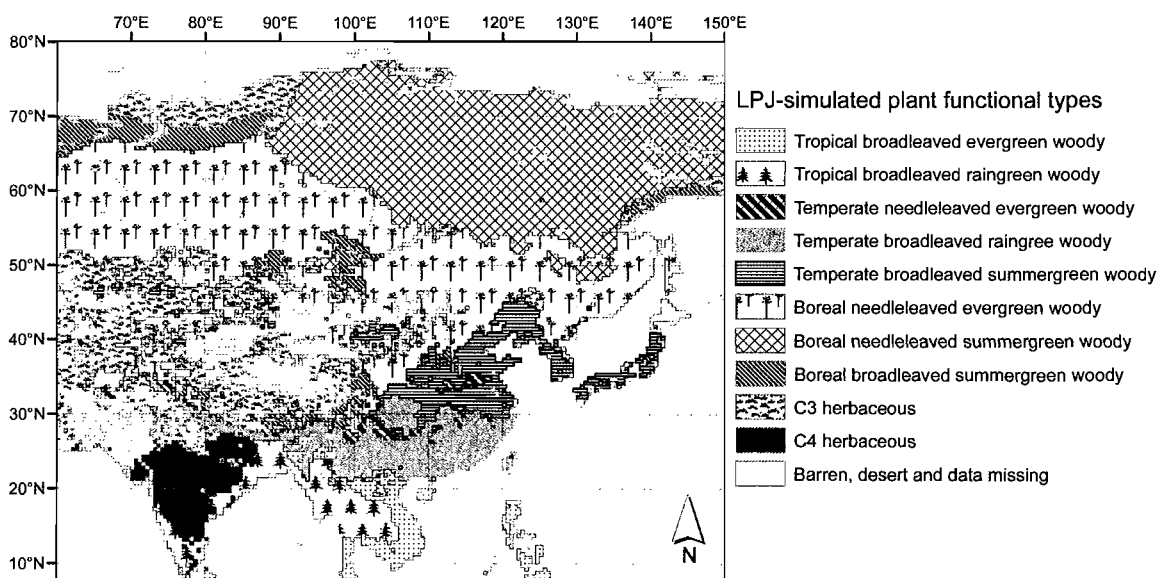 70°E 80°E 90°E 100°E 110°E 120°E 130°E 140°E 150°E
80°N
70°N
60°N
50°N
40°N
30°N
20°N
10°N
N
LPJ-simulated plant functional types
Tropical broadleaved evergreen woody
Tropical broadleaved raingreen woody
Temperate needleleaved evergreen woody
Temperate broadleaved raingree woody
Temperate broadleaved summergreen woody
Boreal needleleaved evergreen woody
Boreal needleleaved summergreen woody
Boreal broadleaved summergreen woody
C3 herbaceous
C4 herbaceous
Barren, desert and data missing